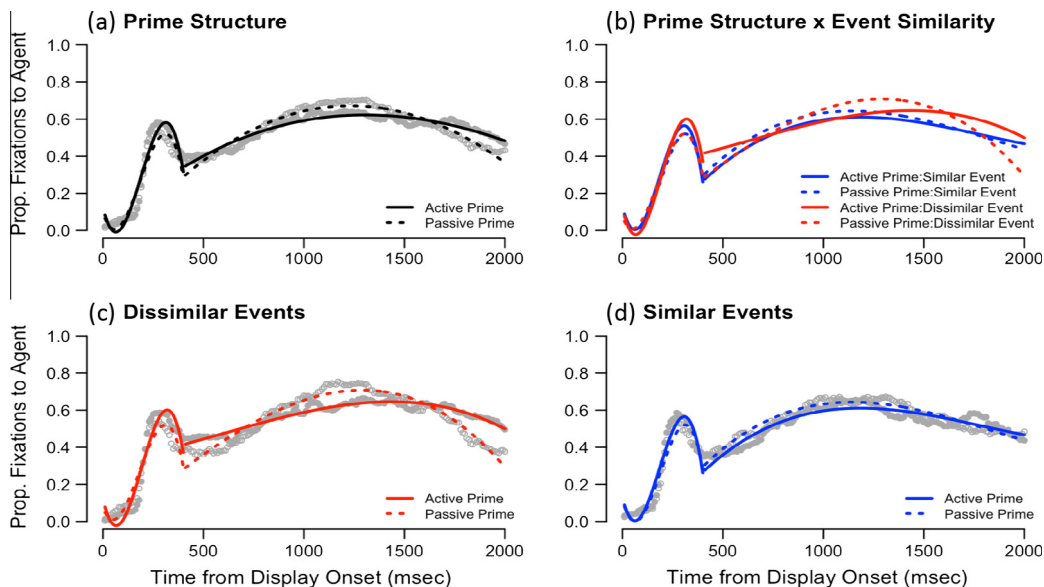 (a) Prime Structure
Prop. Fixations to Agent
1.0
0.8
0.6
0.4
0.2
0.0
Active Prime
Passive Prime
0 500 1000 1500 2000
(b) Prime Structure x Event Similarity
1.0
0.8
0.6
0.4
0.2
0.0
Active Prime:Similar Event
Passive Prime:Similar Event
Active Prime:Dissimilar Event
Passive Prime:Dissimilar Event
0 500 1000 1500 2000
(c) Dissimilar Events
Prop. Fixations to Agent
1.0
0.8
0.6
0.4
0.2
0.0
Active Prime
Passive Prime
0 500 1000 1500 2000
Time from Display Onset (msec)
(d) Similar Events
1.0
0.8
0.6
0.4
0.2
0.0
Active Prime
Passive Prime
0 500 1000 1500 2000
Time from Display Onset (msec)